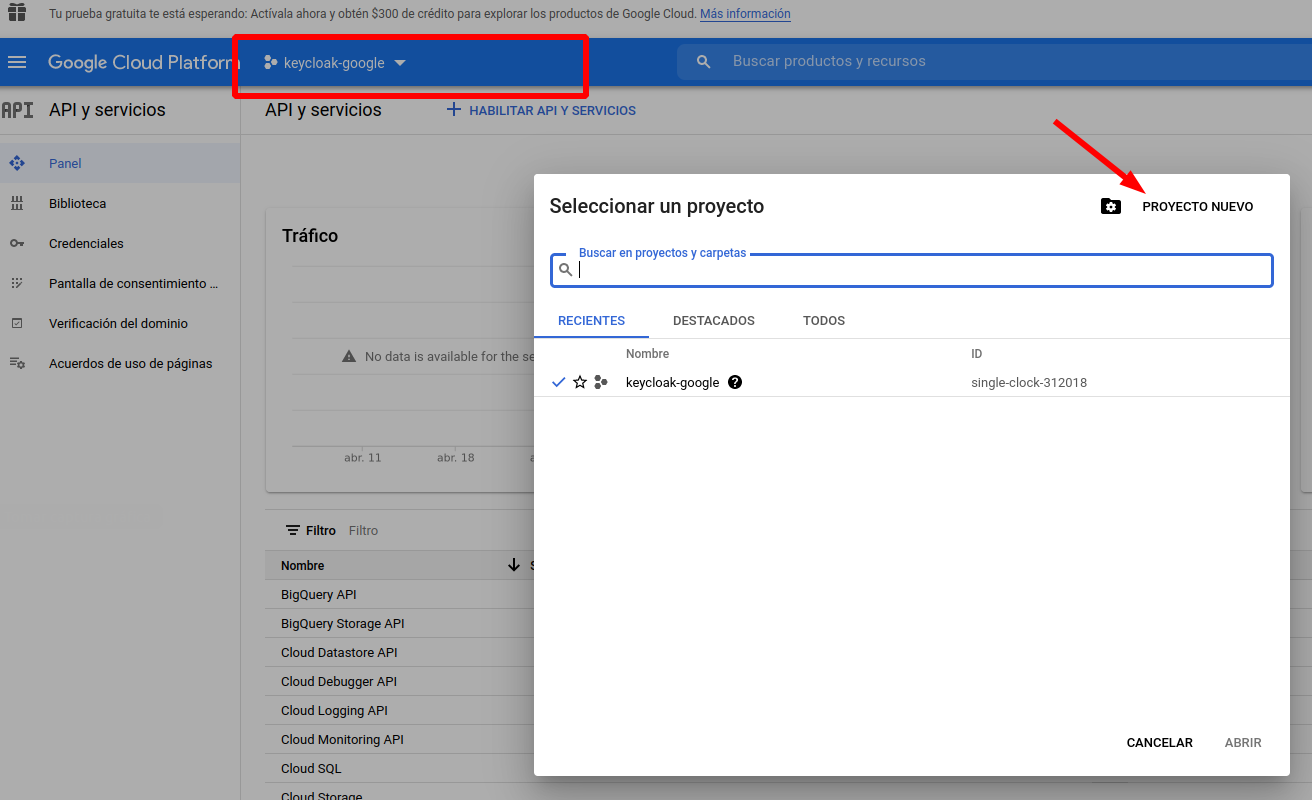 Tu prueba gratuita te está esperando: Actívala ahora y obtén $300 de crédito para explorar los productos de Google Cloud. Más información
Google Cloud Platform
keycloak-google
Buscar productos y recursos
API
API y servicios
API y servicios
HABILITAR API Y SERVICIOS
Panel
Biblioteca
Credenciales
Pantalla de consentimiento ...
Verificación del dominio
Acuerdos de uso de páginas
Tráfico
No data is available for the se
abr. 11
abr. 18
Filtro Filtro
Nombre
BigQuery API
BigQuery Storage API
Cloud Datastore API
Cloud Debugger API
Cloud Logging API
Cloud Monitoring API
Cloud SQL
Cloud Storage
Seleccionar un proyecto
PROYECTO NUEVO
Buscar en proyectos y carpetas
RECIENTES DESTACADOS TODOS
Nombre ID
keycloak-google ? single-clock-312018
CANCELAR ABRIR